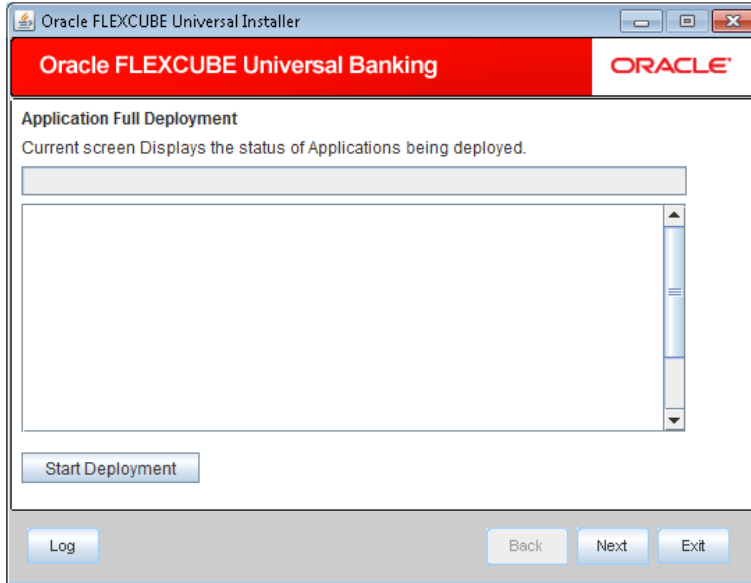 Oracle FLEXCUBE Universal Installer
Oracle FLEXCUBE Universal Banking
ORACLE
Application Full Deployment
Current screen Displays the status of Applications being deployed.
Start Deployment
Log
Back
Next
Exit